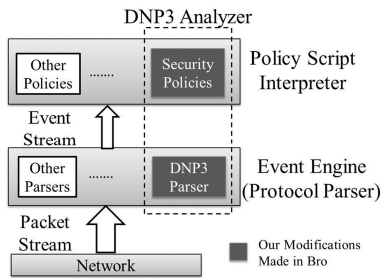 DNP3 Analyzer
Other
Policies
.......
Security
Policies
Policy Script
Interpreter
Event
Stream
Other
Parsers
.......
DNP3
Parser
Event Engine
(Protocol Parser)
Packet
Stream
Network
Our Modifications
Made in Bro